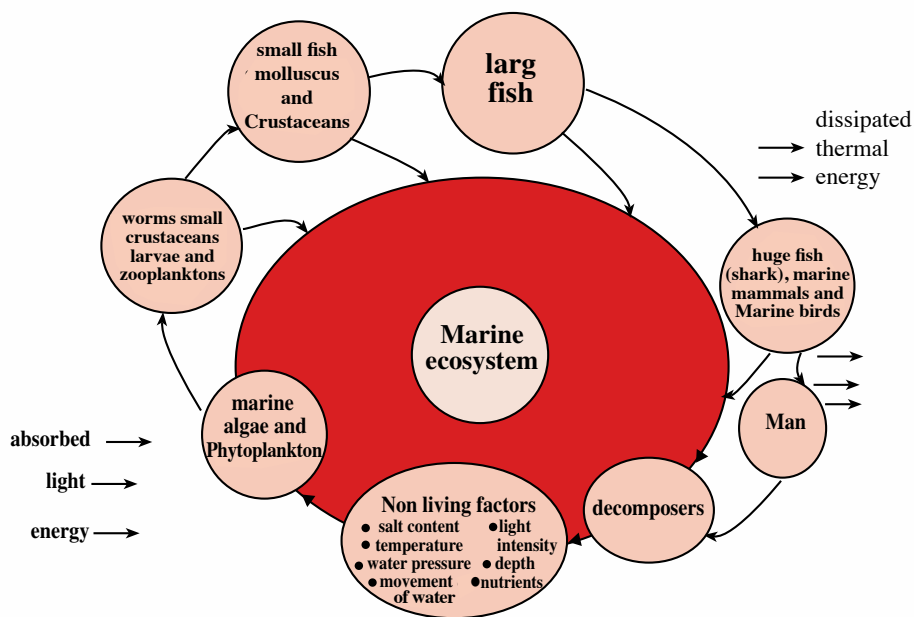 small fish
molluscus
and
Crustaceans
larg
fish
dissipated
thermal
energy
worms small
crustaceans
larvae and
zooplanktons
huge fish
(shark), marine
mammals and
Marine birds
Marine
ecosystem
marine
algae and
Phytoplankton
Man
absorbed
light
energy
decomposers
Non living factors
• salt content
• temperature
• water pressure
• movement
of water
• light
intensity
• depth
• nutrients